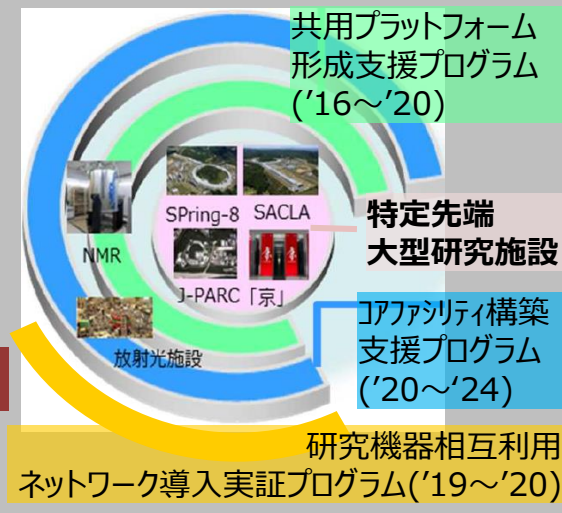 共用プラットフォーム
形成支援プログラム
(’16～’20)
SPring-8 SACLA
NMR
J-PARC 「京」
特定先端
大型研究施設
放射光施設
コアファシリティ構築
支援プログラム
(’20～‘24)
研究機器相互利用
ネットワーク導入実証プログラム(’19～’20)